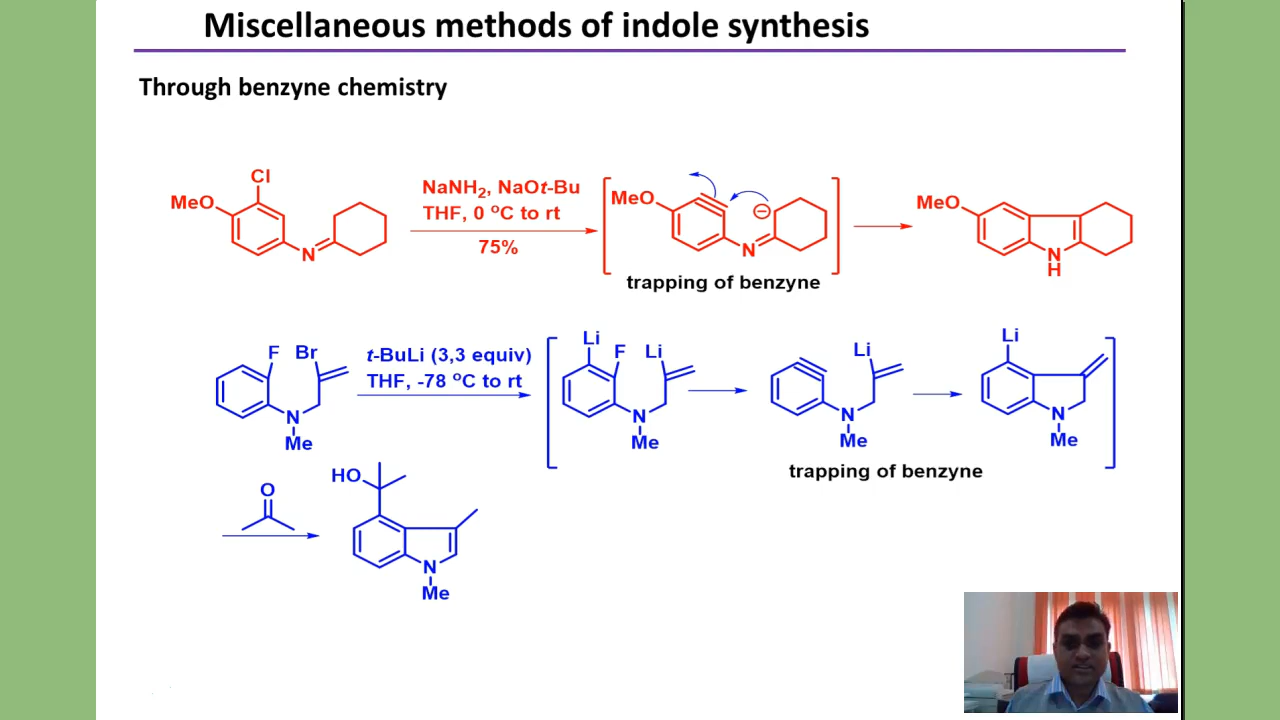 Miscellaneous methods of indole synthesis
Through benzyne chemistry
Cl
MeO
N
NaNH2, NaOt-Bu
THF, 0 °C to rt
75%
MeO
N
trapping of benzyne
MeO
N
H
F Br
N
Me
t-BuLi (3,3 equiv)
THF, -78 °C to rt
Li
F Li
N
Me
Li
N
Me
trapping of benzyne
Li
N
Me
O
HO
N
Me